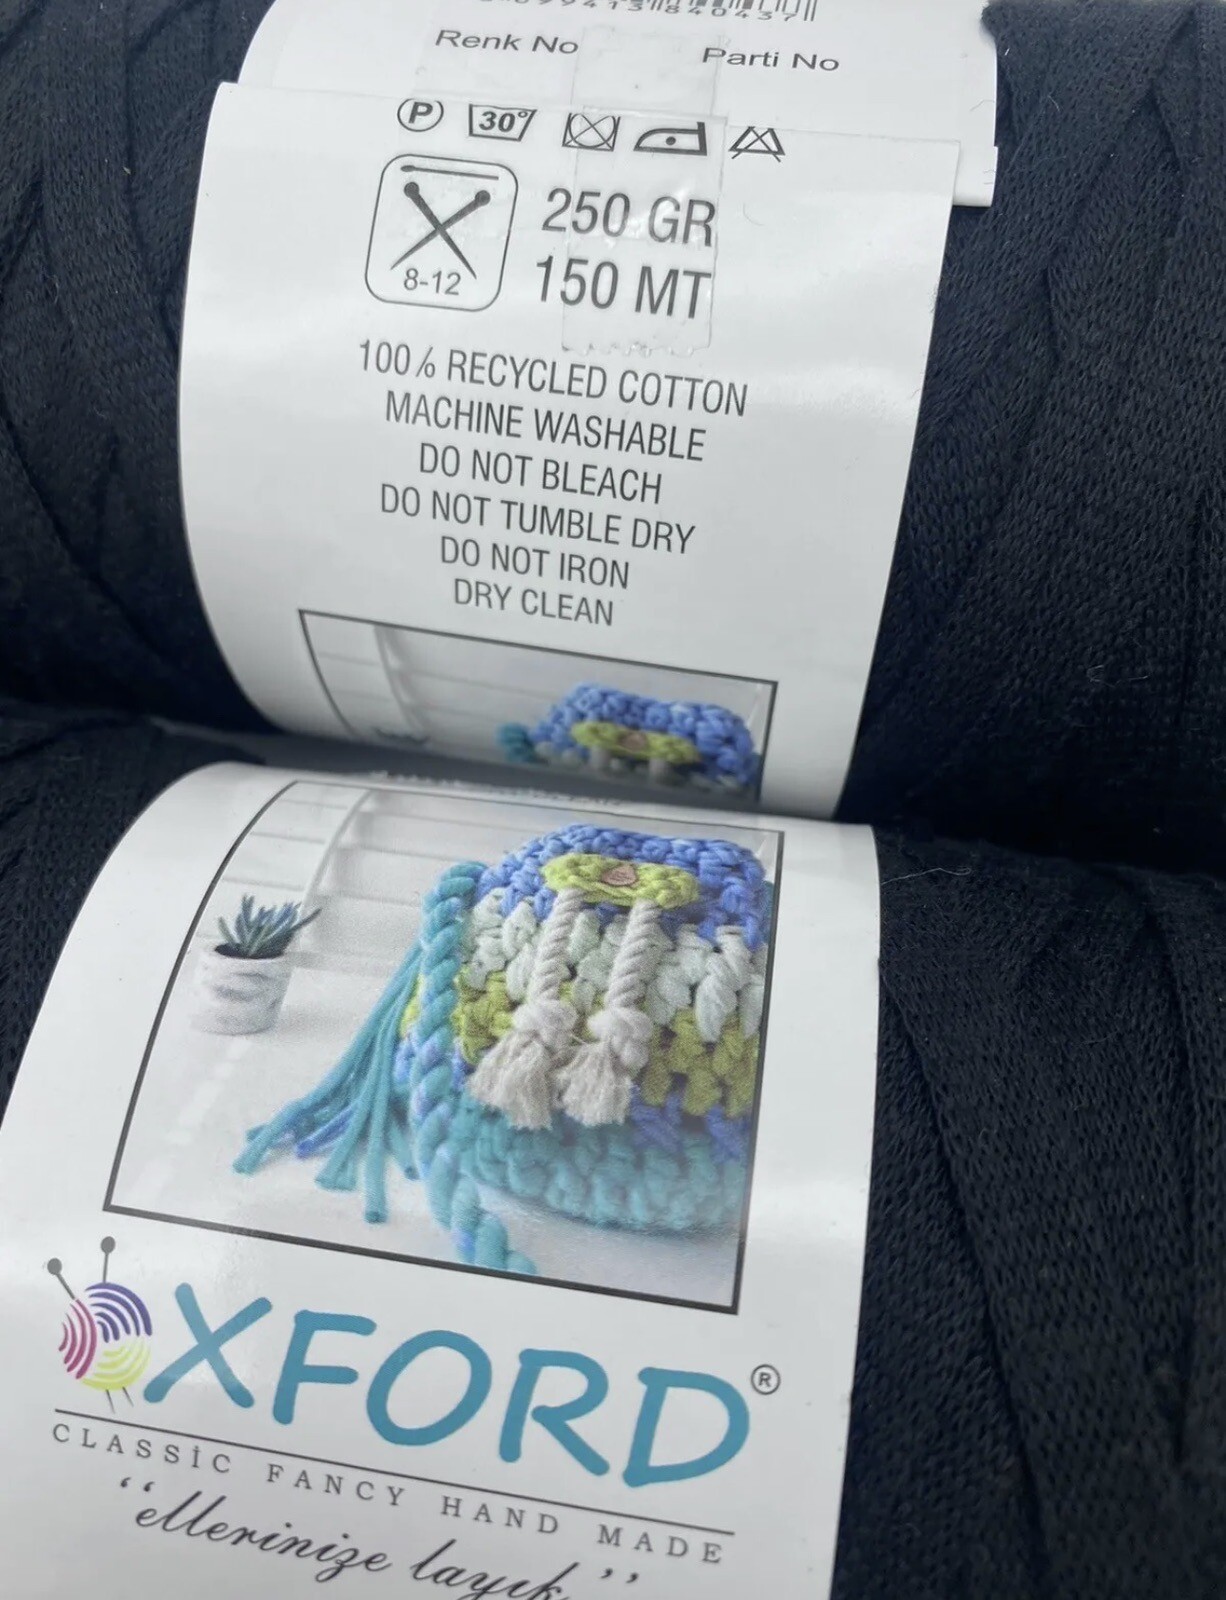 Renk No Parti No
P 30°
8-12
250 GR
150 MT
100% RECYCLED COTTON
MACHINE WASHABLE
DO NOT BLEACH
DO NOT TUMBLE DRY
DO NOT IRON
DRY CLEAN
OXFORD®
CLASSİC FANCY HAND MADE
“ellerinize layık”